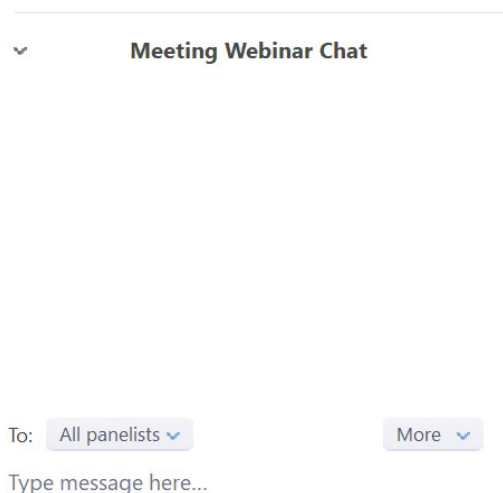 Meeting Webinar Chat
To: All panelists More
Type message here...